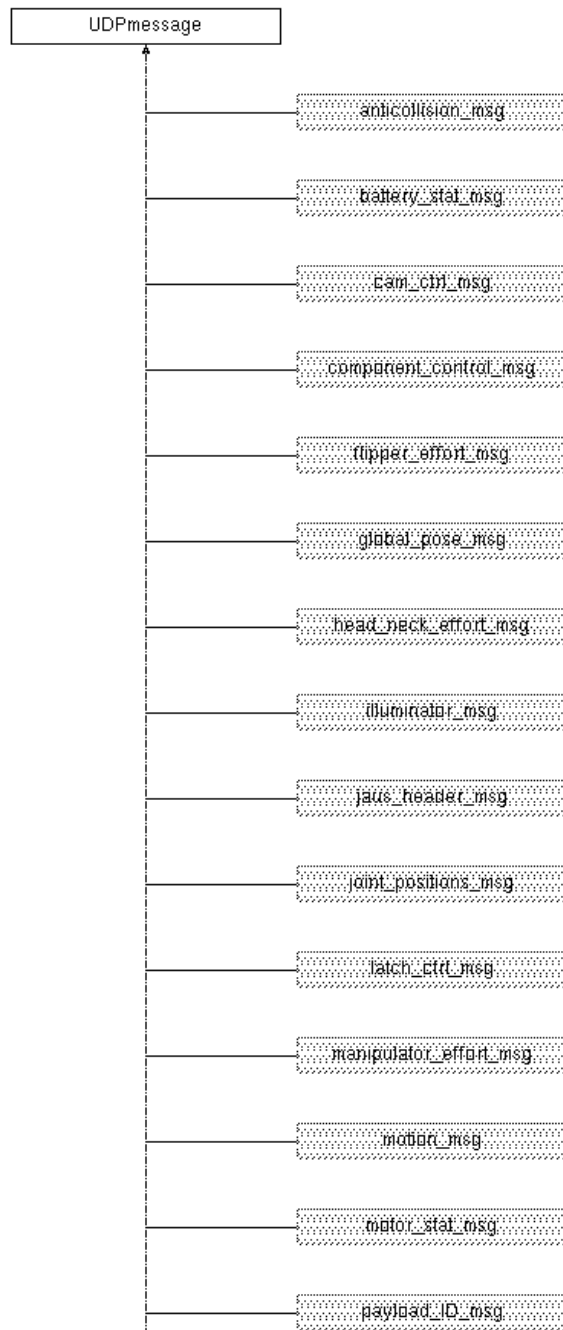 UDPmessage
anticollision_msg
battery_stat_msg
cam_ctrl_msg
component_control_msg
flipper_effort_msg
global_pose_msg
head_neck_effort_msg
illuminator_msg
jaus_header_msg
joint_positions_msg
latch_ctrl_msg
manipulator_effort_msg
motion_msg
motor_stat_msg
payload_ID_msg